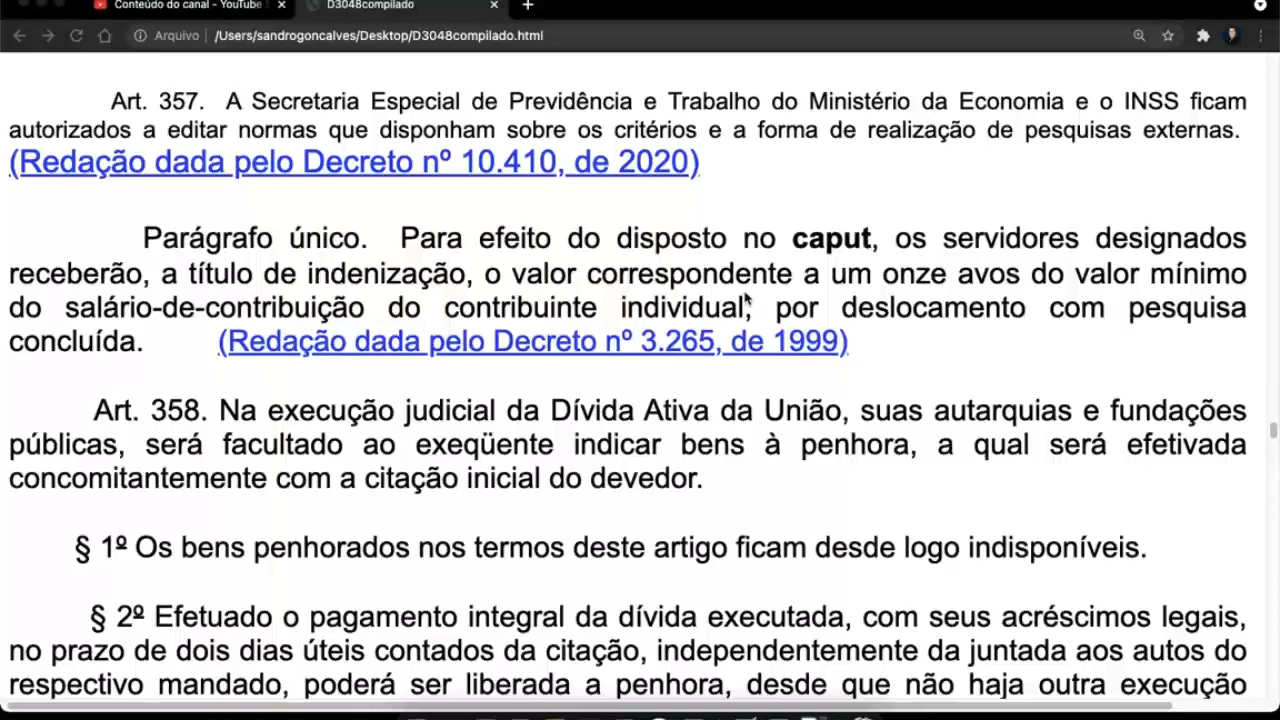 Conteúdo do canal - YouTube
D3048compilado
Arquivo
/Users/sandrogoncalves/Desktop/D3048compilado.html
Art. 357. A Secretaria Especial de Previdência e Trabalho do Ministério da Economia e o INSS ficam
autorizados a editar normas que disponham sobre os critérios e a forma de realização de pesquisas externas.
(Redação dada pelo Decreto nº 10.410, de 2020)
Parágrafo único. Para efeito do disposto no caput, os servidores designados
receberão, a título de indenização, o valor correspondente a um onze avos do valor mínimo
do salário-de-contribuição do contribuinte individual, por deslocamento com pesquisa
concluída. (Redação dada pelo Decreto nº 3.265, de 1999)
Art. 358. Na execução judicial da Dívida Ativa da União, suas autarquias e fundações
públicas, será facultado ao exeqüente indicar bens à penhora, a qual será efetivada
concomitantemente com a citação inicial do devedor.
§ 1º Os bens penhorados nos termos deste artigo ficam desde logo indisponíveis.
§ 2º Efetuado o pagamento integral da dívida executada, com seus acréscimos legais,
no prazo de dois dias úteis contados da citação, independentemente da juntada aos autos do
respectivo mandado, poderá ser liberada a penhora, desde que não haja outra execução